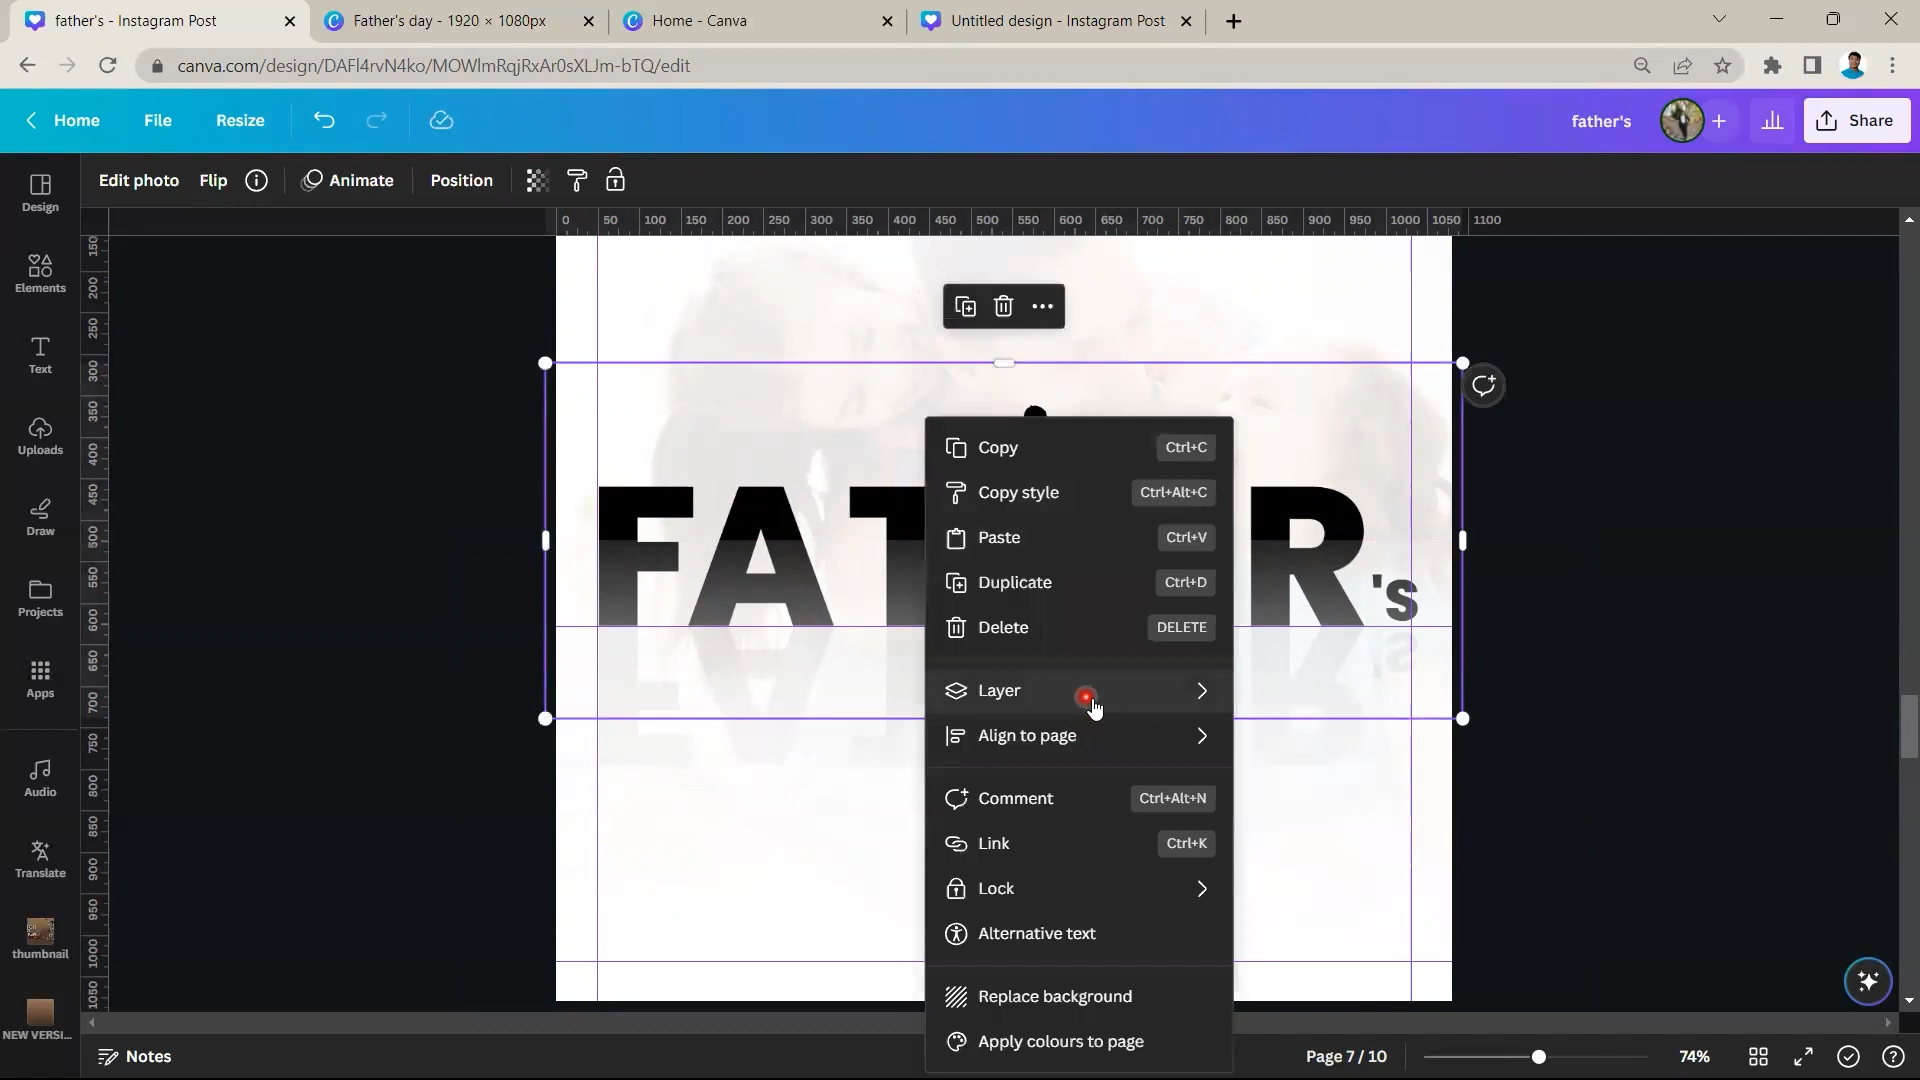 father's - Instagram Post
Father's day - 1920 × 1080px
Home - Canva
Untitled design - Instagram Post
canva.com/design/DAFl4rvN4ko/MOWlmRqjRxAr0sXLJm-bTQ/edit
Home
File
Resize
father's
Share
Edit photo
Flip
Animate
Position
0 50 100 150 200 250 300 350 400 450 500 550 600 650 700 750 800 850 900 950 1000 1050 1100
150
200
250
300
350
400
450
500
550
600
650
700
750
800
850
900
950
1000
1050
Design
Elements
Text
Uploads
Draw
Projects
Apps
Audio
Translate
thumbnail
NEW VERSI...
FAT
R's
Copy Ctrl+C
Copy style Ctrl+Alt+C
Paste Ctrl+V
Duplicate Ctrl+D
Delete DELETE
Layer
Align to page
Comment Ctrl+Alt+N
Link Ctrl+K
Lock
Alternative text
Replace background
Apply colours to page
Notes
Page 7 / 10
74%